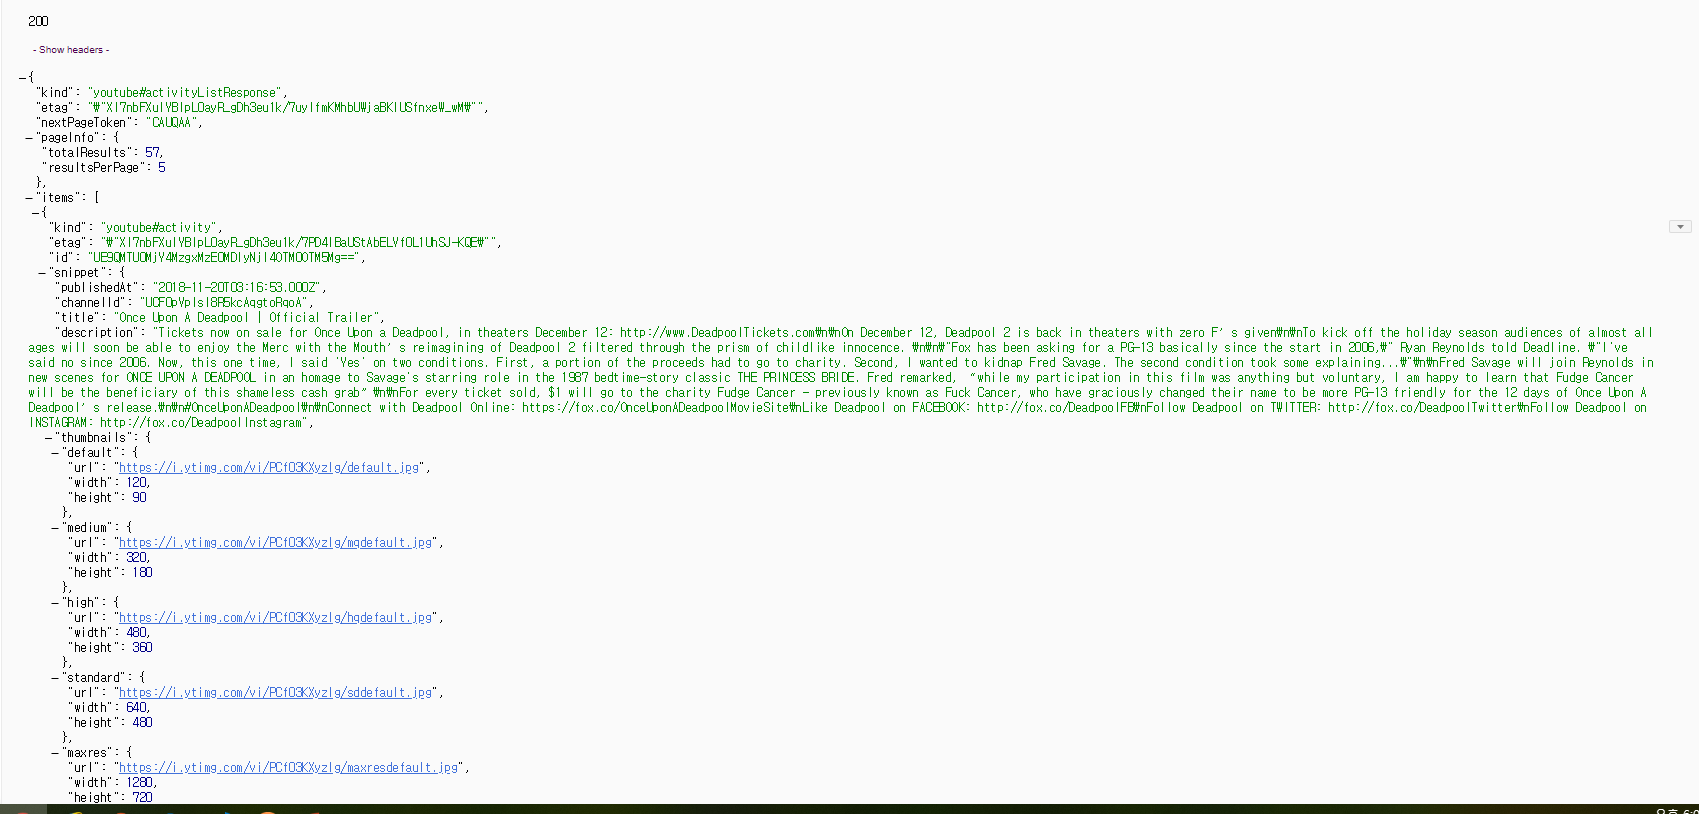 200
- Show headers -
–{
"kind": "youtube#activityListResponse",
"nextPageToken": "CAUQAA",
–"pageInfo": {
"totalResults": 57,
"resultsPerPage": 5
},
–"items": [
–{
"kind": "youtube#activity",
–"snippet": {
"publishedAt": "2018-11-20T03:16:53.000Z",
"title": "Once Upon A Deadpool | Official Trailer",
"description": "Tickets now on sale for Once Upon a Deadpool, in theaters December 12: http://www.DeadpoolTickets.com₩n₩nOn December 12, Deadpool 2 is back in theaters with zero F’s given₩n₩nTo kick off the holiday season audiences of almost all
ages will soon be able to enjoy the Merc with the Mouth’s reimagining of Deadpool 2 filtered through the prism of childlike innocence. ₩n₩n₩"Fox has been asking for a PG-13 basically since the start in 2006,₩" Ryan Reynolds told Deadline. ₩"I've
said no since 2006. Now, this one time, I said 'Yes' on two conditions. First, a portion of the proceeds had to go to charity. Second, I wanted to kidnap Fred Savage. The second condition took some explaining...₩"₩n₩nFred Savage will join Reynolds in
new scenes for ONCE UPON A DEADPOOL in an homage to Savage's starring role in the 1987 bedtime-story classic THE PRINCESS BRIDE. Fred remarked, “while my participation in this film was anything but voluntary, I am happy to learn that Fudge Cancer
will be the beneficiary of this shameless cash grab” ₩n₩nFor every ticket sold, $1 will go to the charity Fudge Cancer – previously known as Fuck Cancer, who have graciously changed their name to be more PG-13 friendly for the 12 days of Once Upon A
Deadpool’s release.₩n₩n#OnceUponADeadpool₩n₩nConnect with Deadpool Online: https://fox.co/OnceUponADeadpoolMovieSite₩nLike Deadpool on FACEBOOK: http://fox.co/DeadpoolFB₩nFollow Deadpool on TWITTER: http://fox.co/DeadpoolTwitter₩nFollow Deadpool on
INSTAGRAM: http://fox.co/DeadpoolInstagram",
–"thumbnails": {
–"default": {
"url": "https://i.ytimg.com/vi/PCfO3KXyzIg/default.jpg",
"width": 120,
"height": 90
},
–"medium": {
"url": "https://i.ytimg.com/vi/PCfO3KXyzIg/mqdefault.jpg",
"width": 320,
"height": 180
},
–"high": {
"url": "https://i.ytimg.com/vi/PCfO3KXyzIg/hqdefault.jpg",
"width": 480,
"height": 360
},
–"standard": {
"url": "https://i.ytimg.com/vi/PCfO3KXyzIg/sddefault.jpg",
"width": 640,
"height": 480
},
–"maxres": {
"url": "https://i.ytimg.com/vi/PCfO3KXyzIg/maxresdefault.jpg",
"width": 1280,
"height": 720